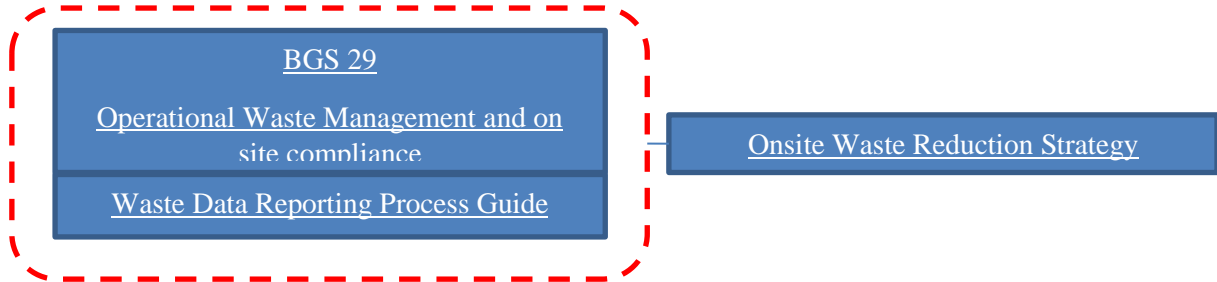 BGS 29
Operational Waste Management and on
site compliance
Waste Data Reporting Process Guide
Onsite Waste Reduction Strategy